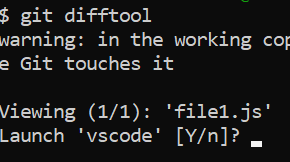 $ git difftool
warning: in the working cop
e Git touches it
Viewing (1/1): 'file1.js'
Launch 'vscode' [Y/n]?